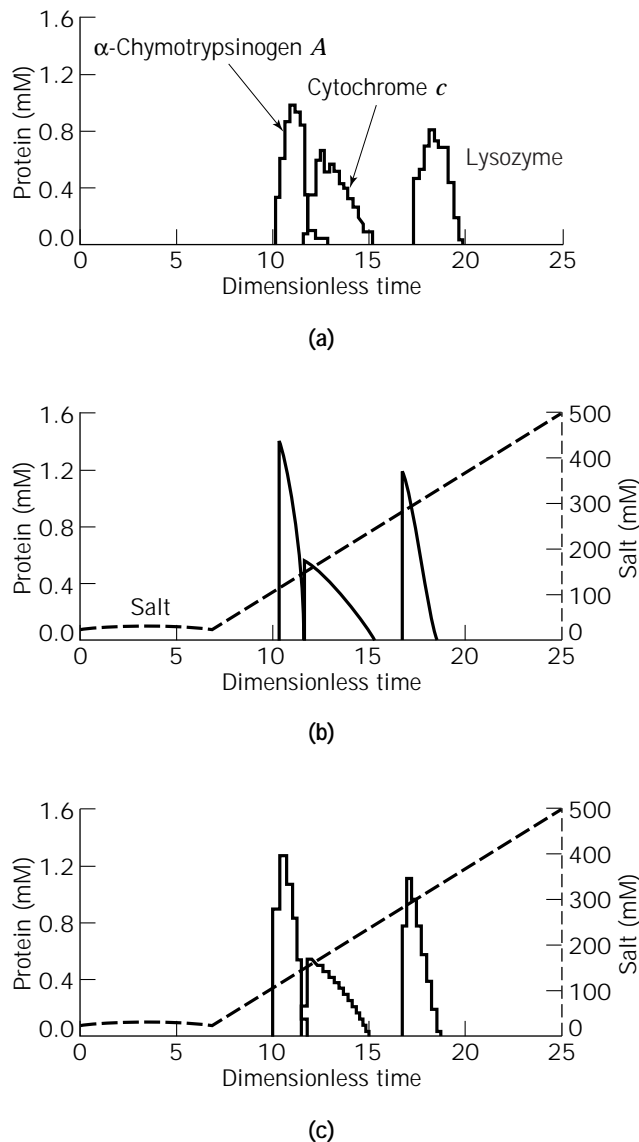 1.6
α-Chymotrypsinogen A
1.2
Cytochrome c
Protein (mM)
0.8
Lysozyme
0.4
0.0
0 5 10 15 20 25
Dimensionless time
(a)
1.6 500
400
1.2
300
Protein (mM) 0.8 Salt (mM)
200
0.4
Salt 100
0.0 0
0 5 10 15 20 25
Dimensionless time
(b)
1.6 500
400
1.2
300
Protein (mM) 0.8 Salt (mM)
200
0.4
100
0.0 0
0 5 10 15 20 25
Dimensionless time
(c)